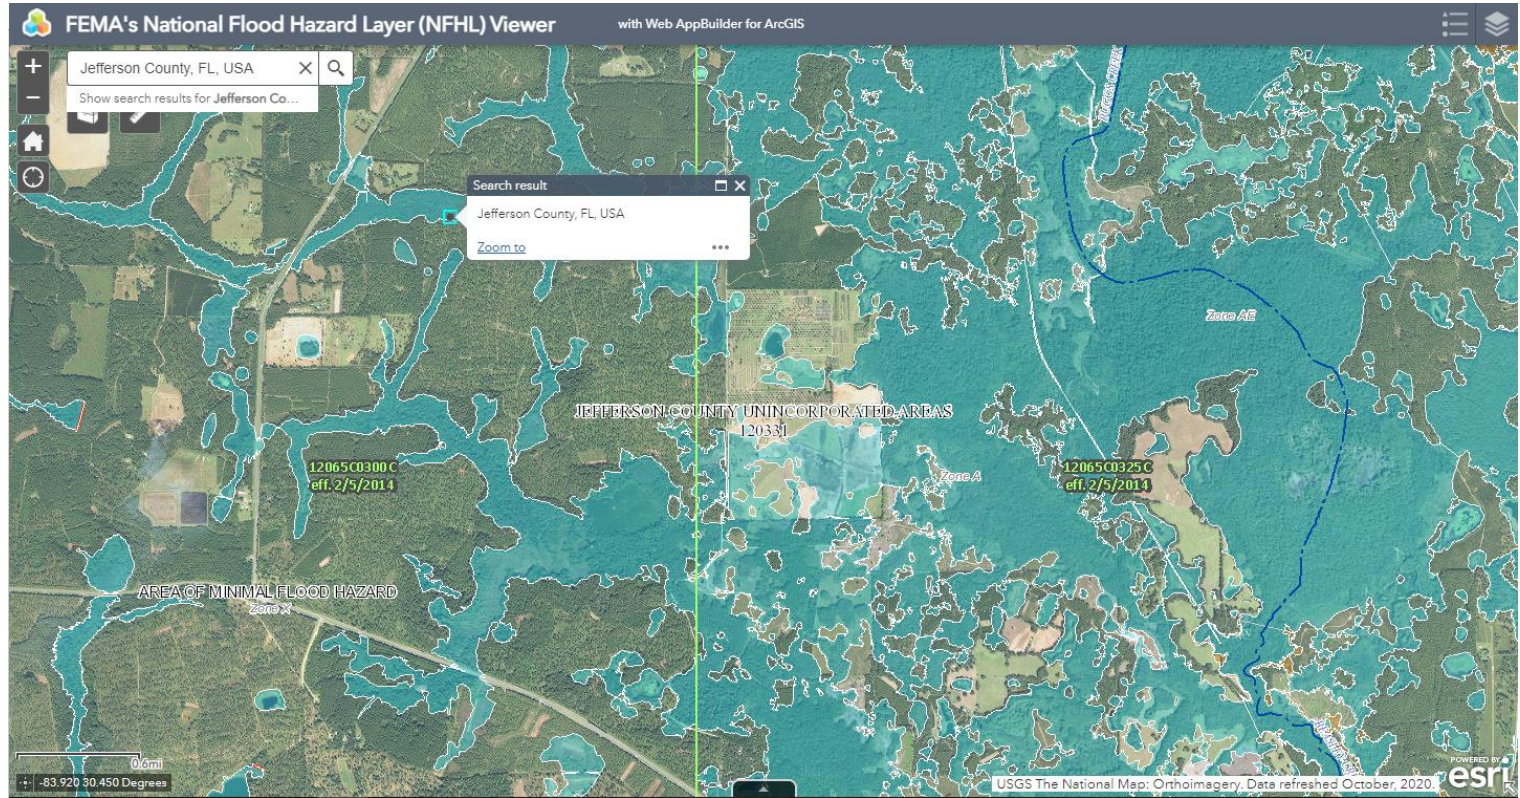 FEMA's National Flood Hazard Layer (NFHL) Viewer
with Web AppBuilder for ArcGIS
Jefferson County, FL, USA
Show search results for Jefferson Co...
Search result
Jefferson County, FL, USA
Zoom to
Zone AE
JEFFERSON COUNTY UNINCORPORATED AREAS
120331
12065C0300C
eff. 2/5/2014
Zone A
12065C0325C
eff. 2/5/2014
AREA OF MINIMAL FLOOD HAZARD
Zone X
0.6mi
-83.920 30.450 Degrees
USGS The National Map: Orthoimagery. Data refreshed October, 2020.
POWERED BY
esri